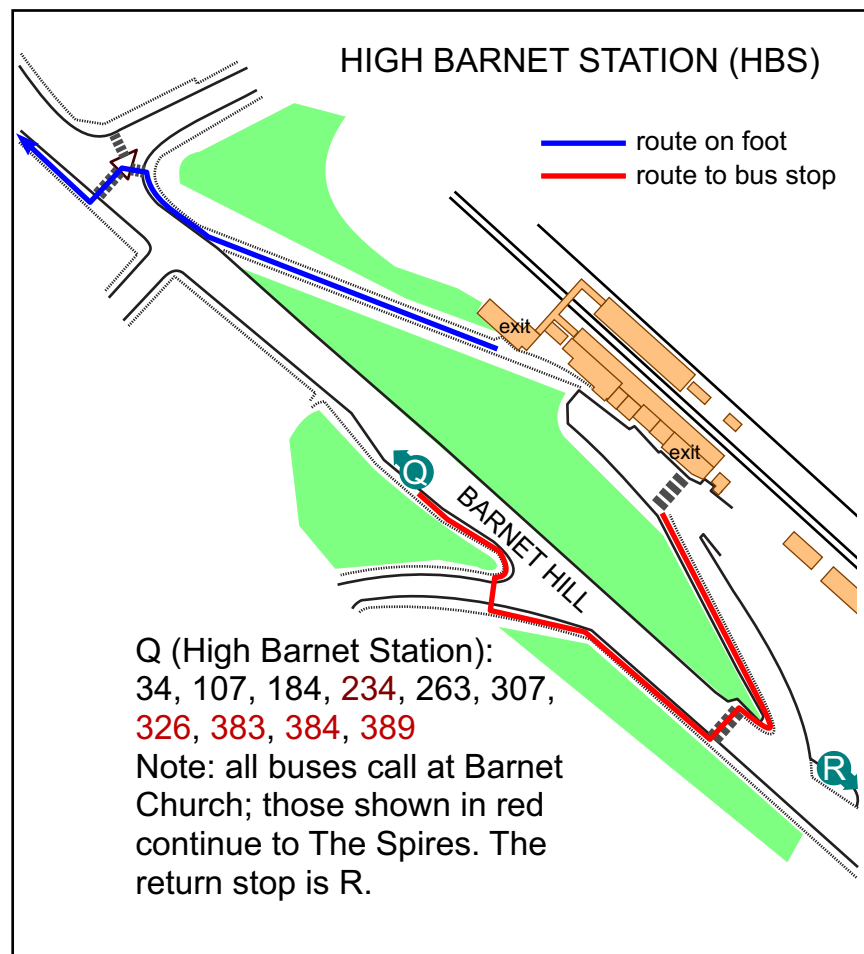 HIGH BARNET STATION (HBS)
route on foot
route to bus stop
exit
exit
Q
BARNET HILL
R
Q (High Barnet Station):
34, 107, 184, 234, 263, 307,
326, 383, 384, 389
Note: all buses call at Barnet
Church; those shown in red
continue to The Spires. The
return stop is R.